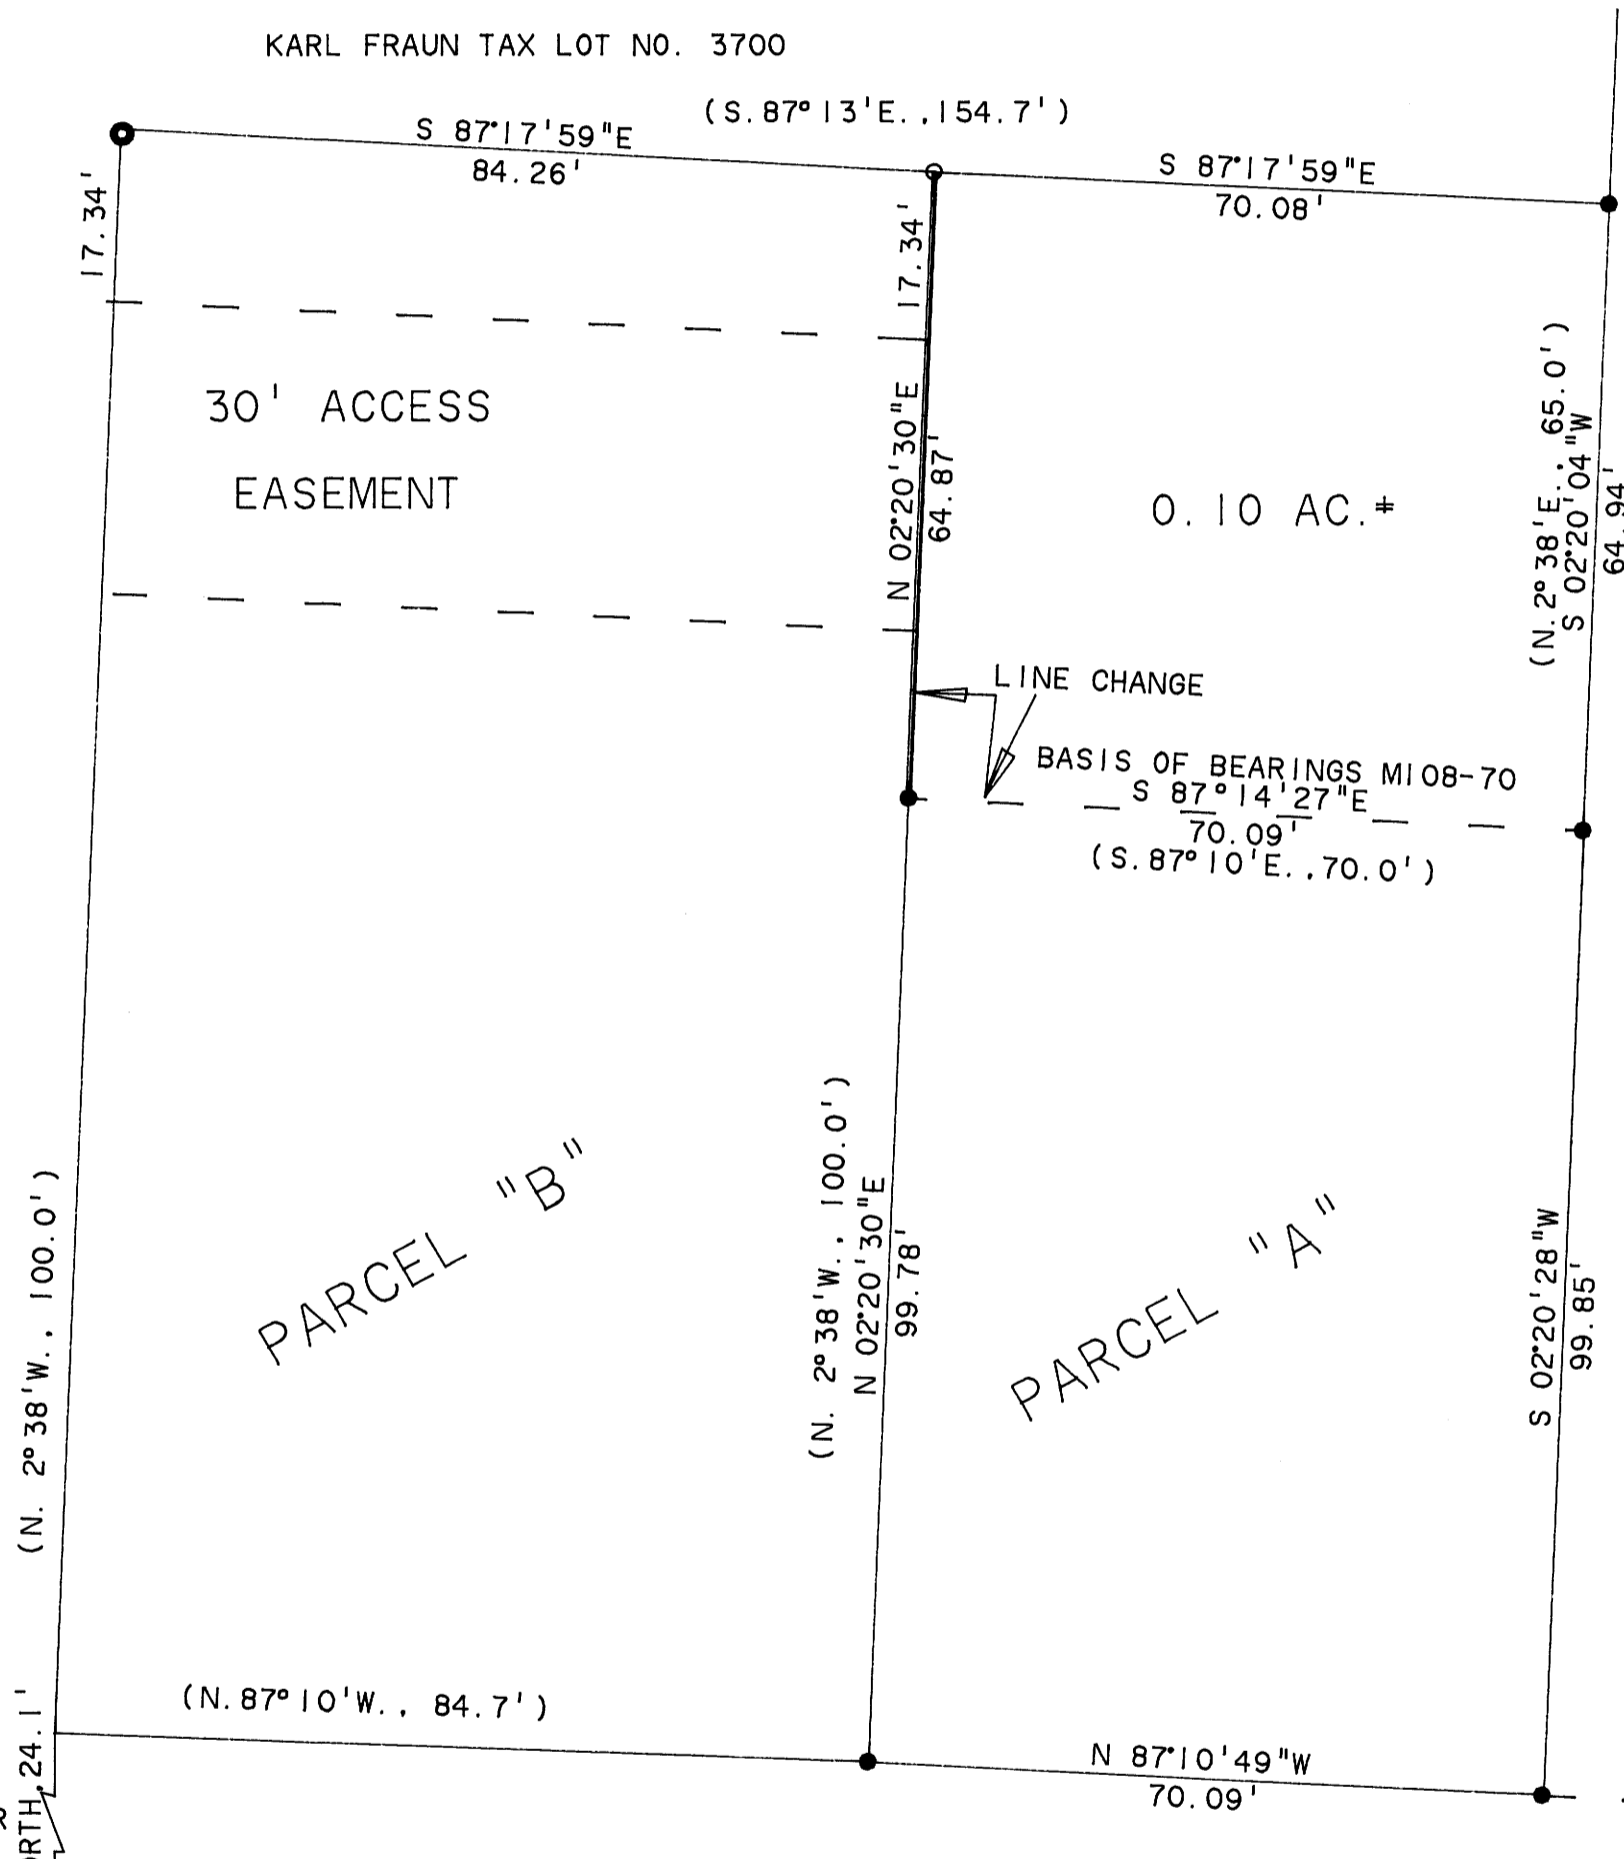 KARL FRAUN TAX LOT NO. 3700
(S.87°13'E.,154.7')
S 87°17'59"E
84.26'
S 87°17'59"E
70.08'
17.34'
17.34'
30' ACCESS
EASEMENT
N 02°20'30"E
64.87'
0.10 AC.±
(N.2°38'E., 65.0')
S 02°20'04"W
64.94'
LINE CHANGE
BASIS OF BEARINGS M108-70
S 87°14'27"E
70.09'
(S.87°10'E.,70.0')
PARCEL "B"
(N. 2°38'W., 100.0')
N 02°20'30"E
99.78'
PARCEL "A"
S 02°20'28"W
99.85'
(N. 2°38'W., 100.0')
(N.87°10'W., 84.7')
N 87°10'49"W
70.09'
24.1'